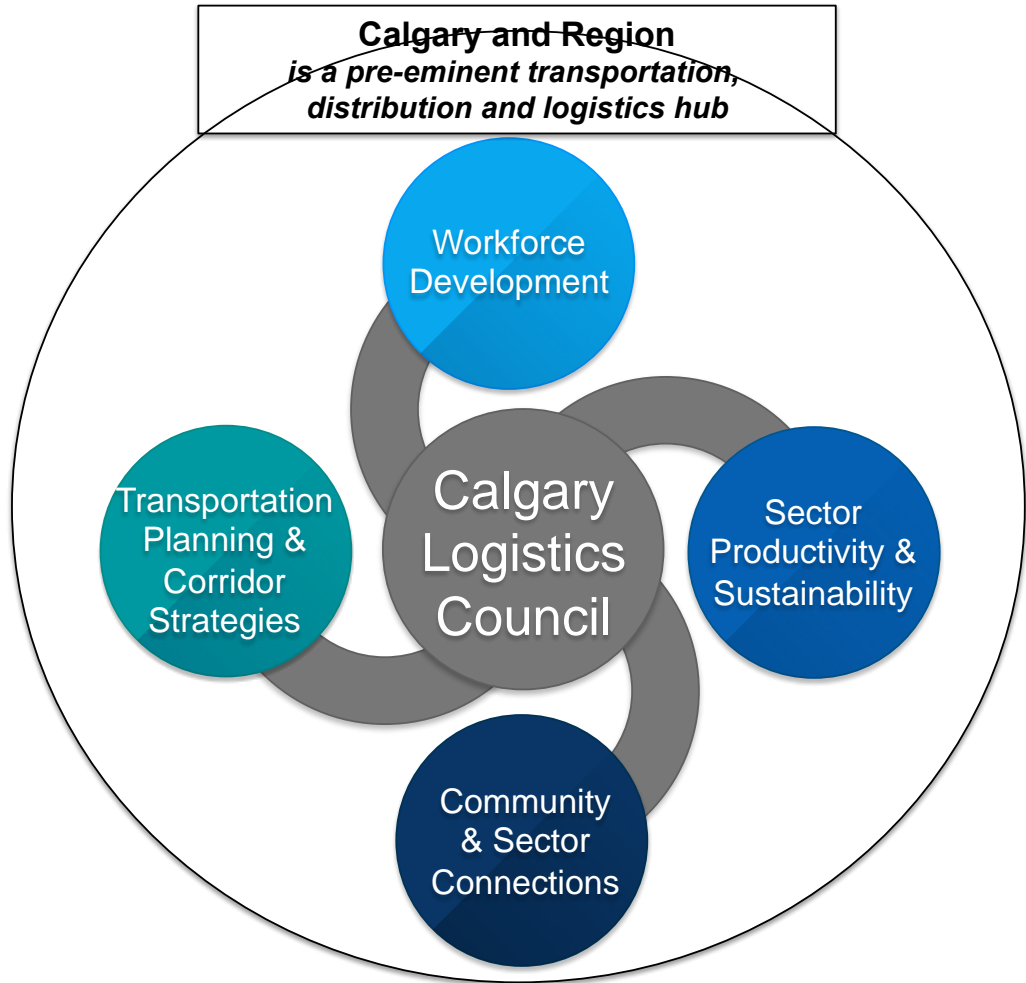 Calgary and Region
is a pre-eminent transportation,
distribution and logistics hub
Workforce
Development
Transportation
Planning &
Corridor
Strategies
Calgary
Logistics
Council
Sector
Productivity &
Sustainability
Community
& Sector
Connections